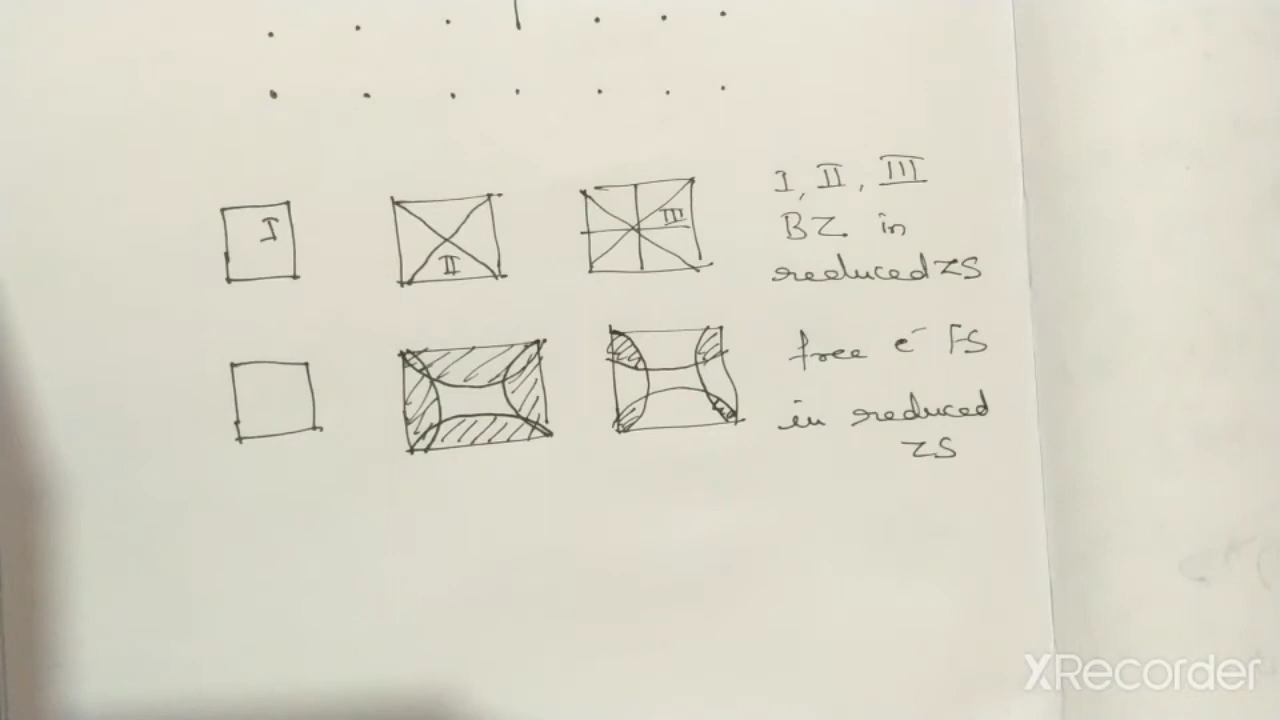 I
II
III
I, II, III
BZ in
reduced ZS
free e⁻ FS
in reduced
ZS
XRecorder